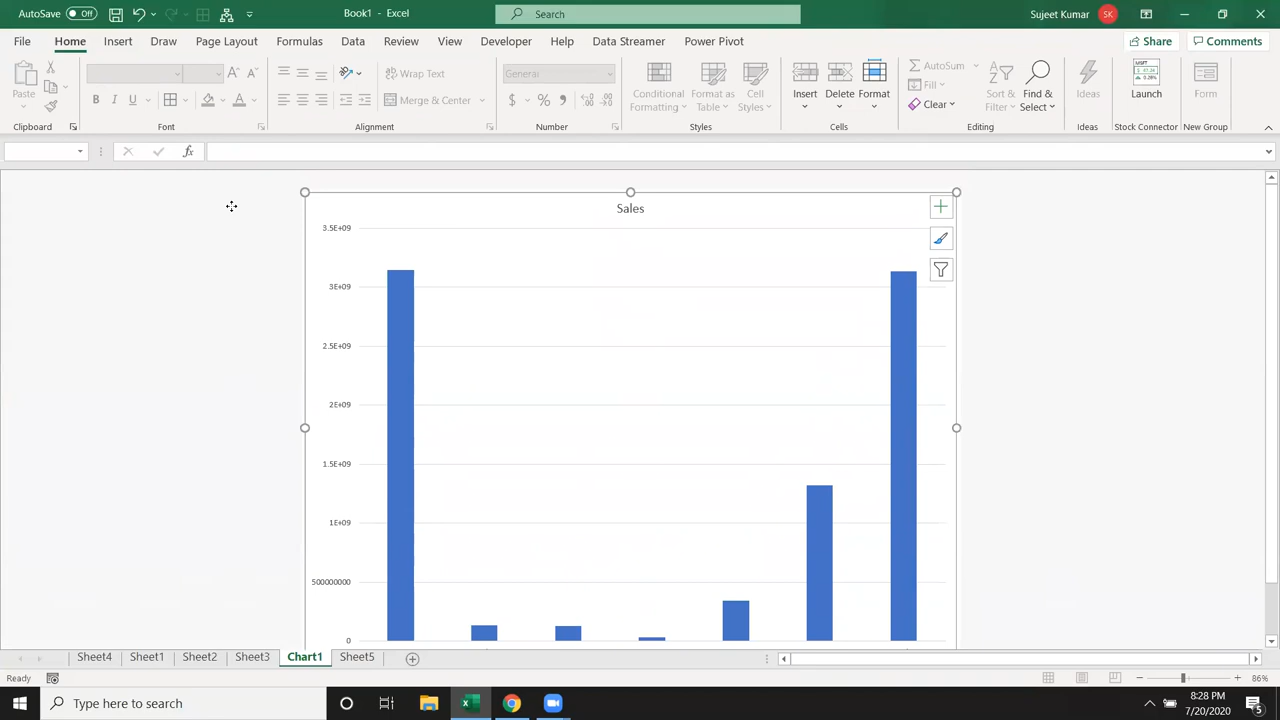 AutoSave Off Book1 - Excel Search Sujeet Kumar SK
File Home Insert Draw Page Layout Formulas Data Review View Developer Help Data Streamer Power Pivot Share Comments
Paste Wrap Text General Conditional Format as Cell Insert Delete Format AutoSum Sort & Find & Ideas Launch Form
B I U Merge & Center $ % Formatting Table Styles Fill Filter Select
Clear
Clipboard Font Alignment Number Styles Cells Editing Ideas Stock Connector New Group
fx
Sales
3.5E+09
3E+09
2.5E+09
2E+09
1.5E+09
1E+09
500000000
0
Sheet4 Sheet1 Sheet2 Sheet3 Chart1 Sheet5
Ready 86%
Type here to search 8:28 PM
7/20/2020
5